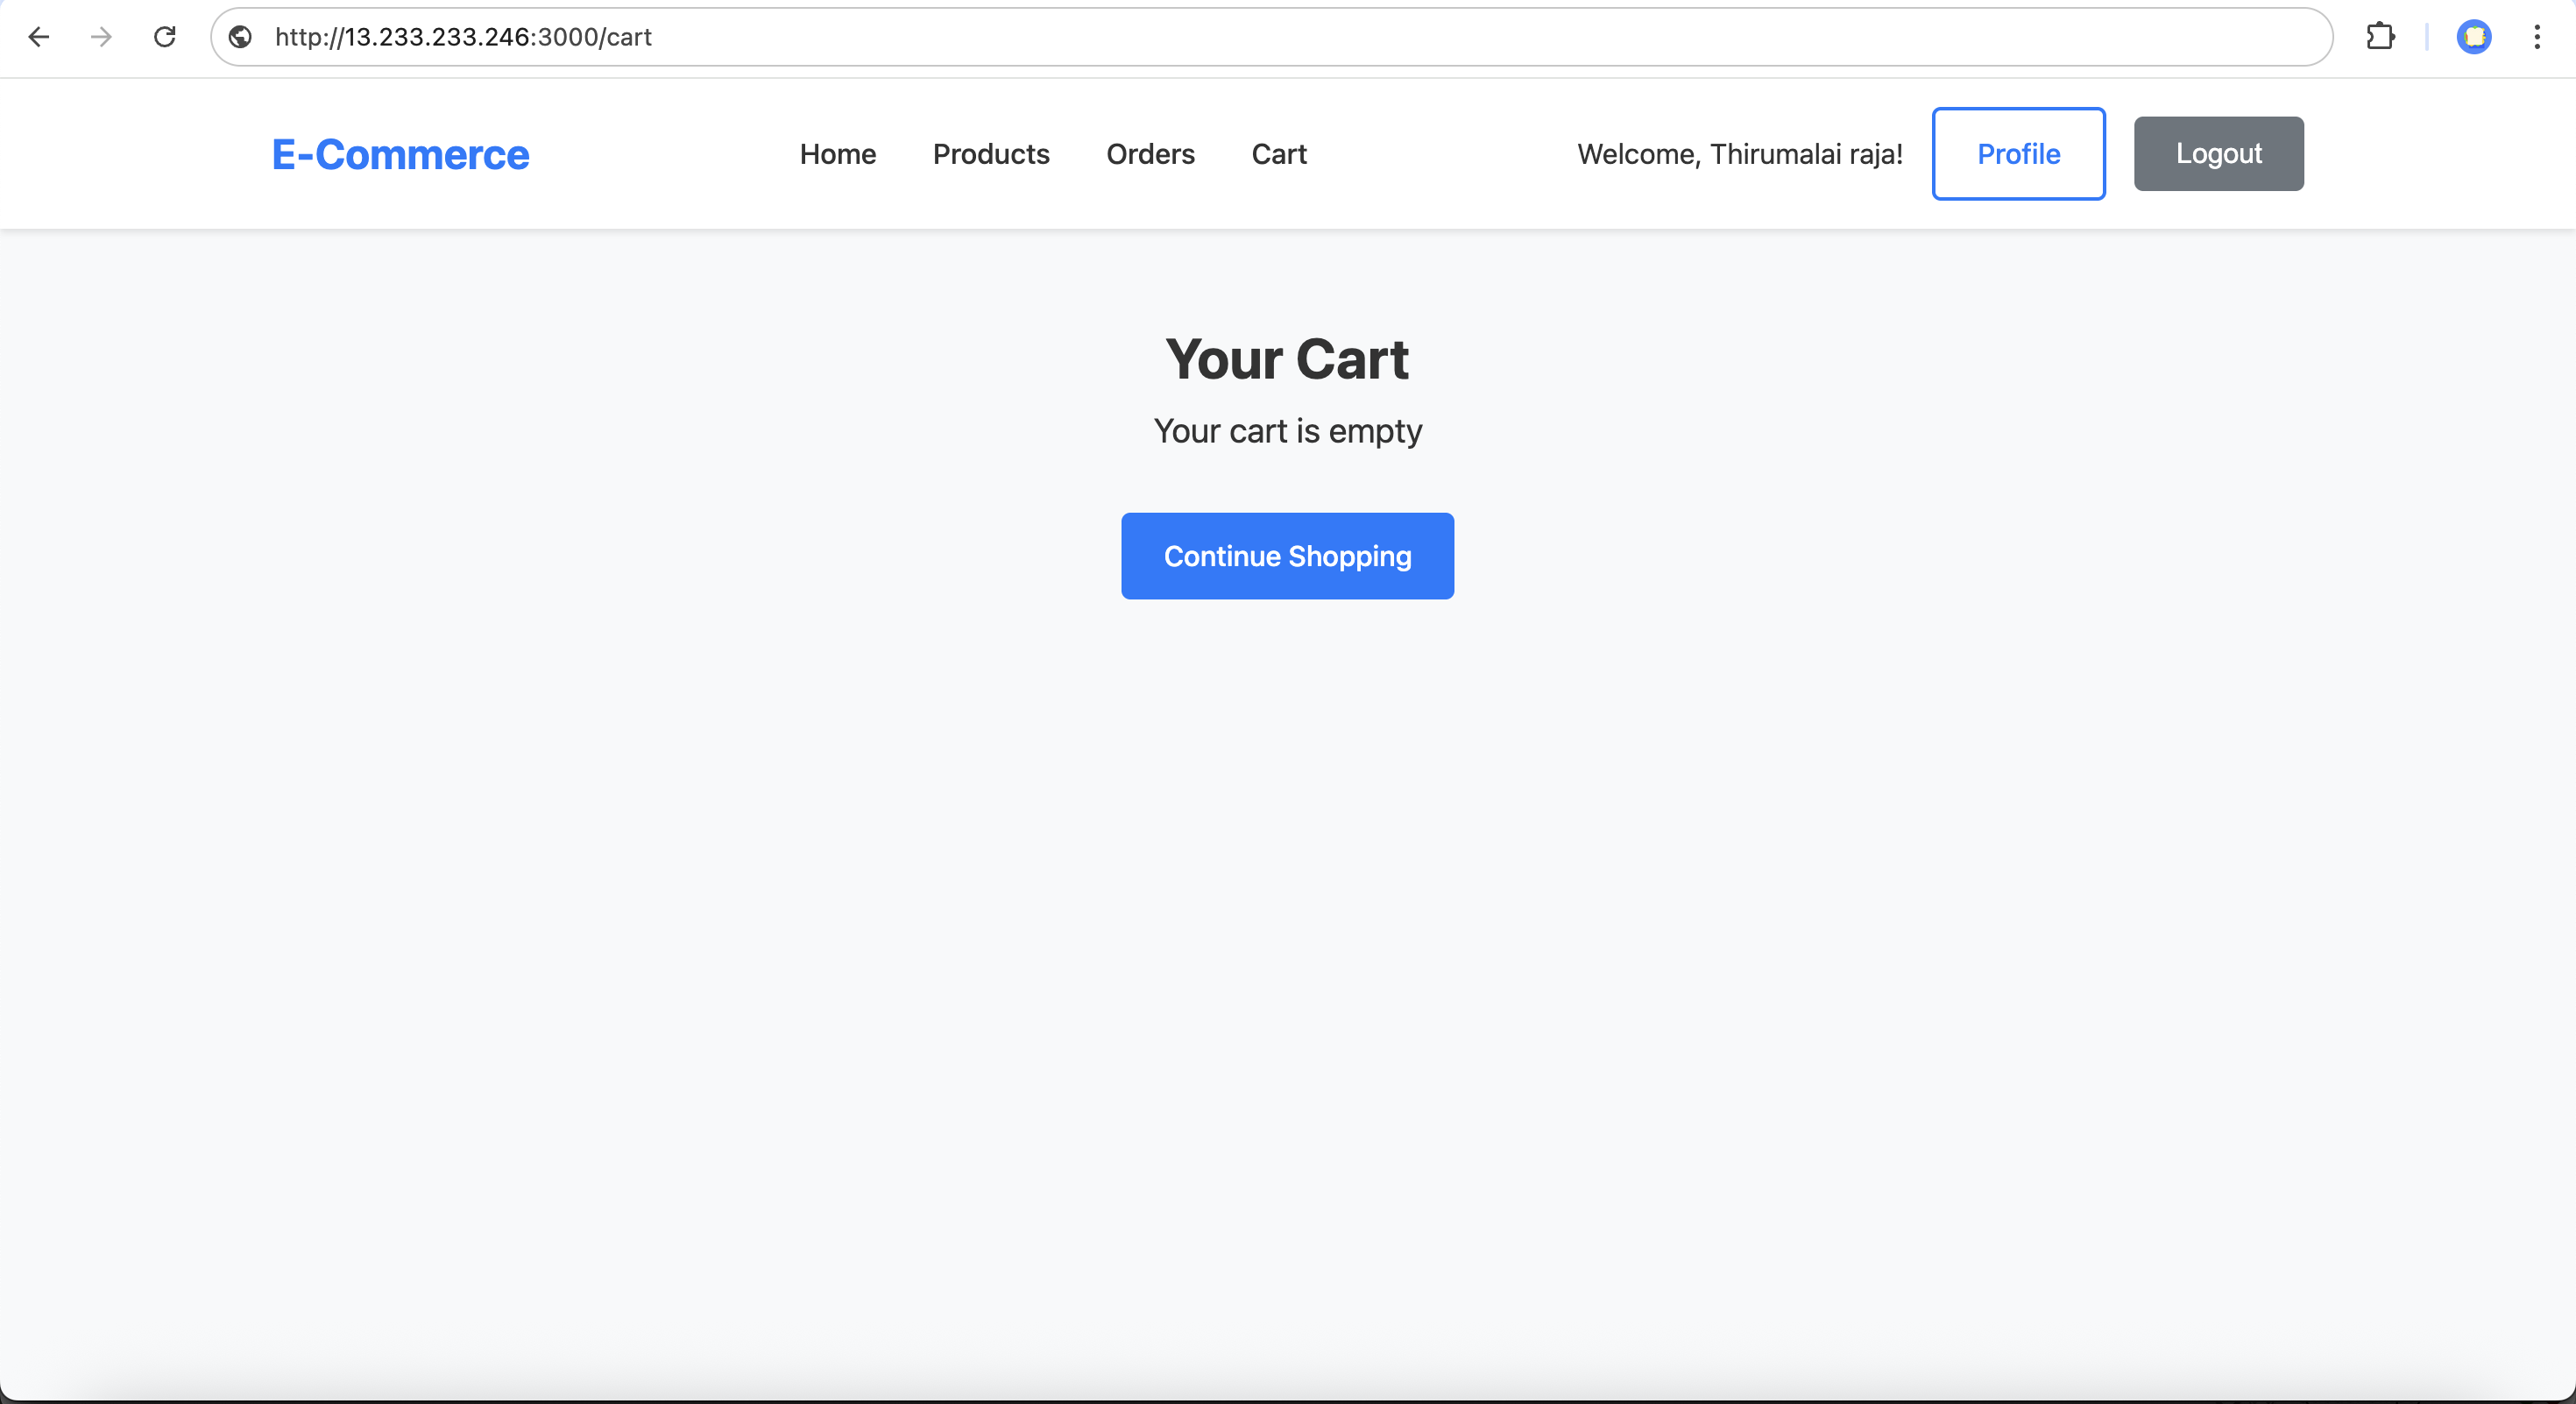 http://13.233.233.246:3000/cart
E-Commerce Home Products Orders Cart Welcome, Thirumalai raja! Profile Logout
Your Cart
Your cart is empty
Continue Shopping